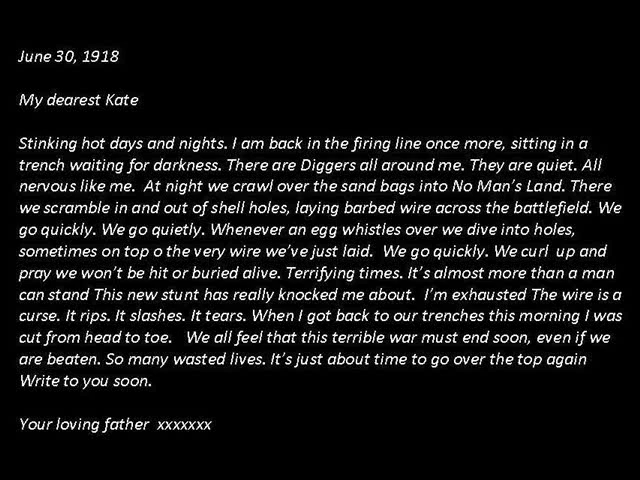 June 30, 1918
My dearest Kate
Stinking hot days and nights. I am back in the firing line once more, sitting in a
trench waiting for darkness. There are Diggers all around me. They are quiet. All
nervous like me.  At night we crawl over the sand bags into No Man's Land. There
we scramble in and out of shell holes, laying barbed wire across the battlefield. We
go quickly. We go quietly. Whenever an egg whistles over we dive into holes,
sometimes on top o the very wire we've just laid.  We go quickly. We curl  up and
pray we won't be hit or buried alive. Terrifying times. It's almost more than a man
can stand This new stunt has really knocked me about.  I'm exhausted The wire is a
curse. It rips. It slashes. It tears. When I got back to our trenches this morning I was
cut from head to toe.   We all feel that this terrible war must end soon, even if we
are beaten. So many wasted lives. It's just about time to go over the top again
Write to you soon.
Your loving father  xxxxxxx